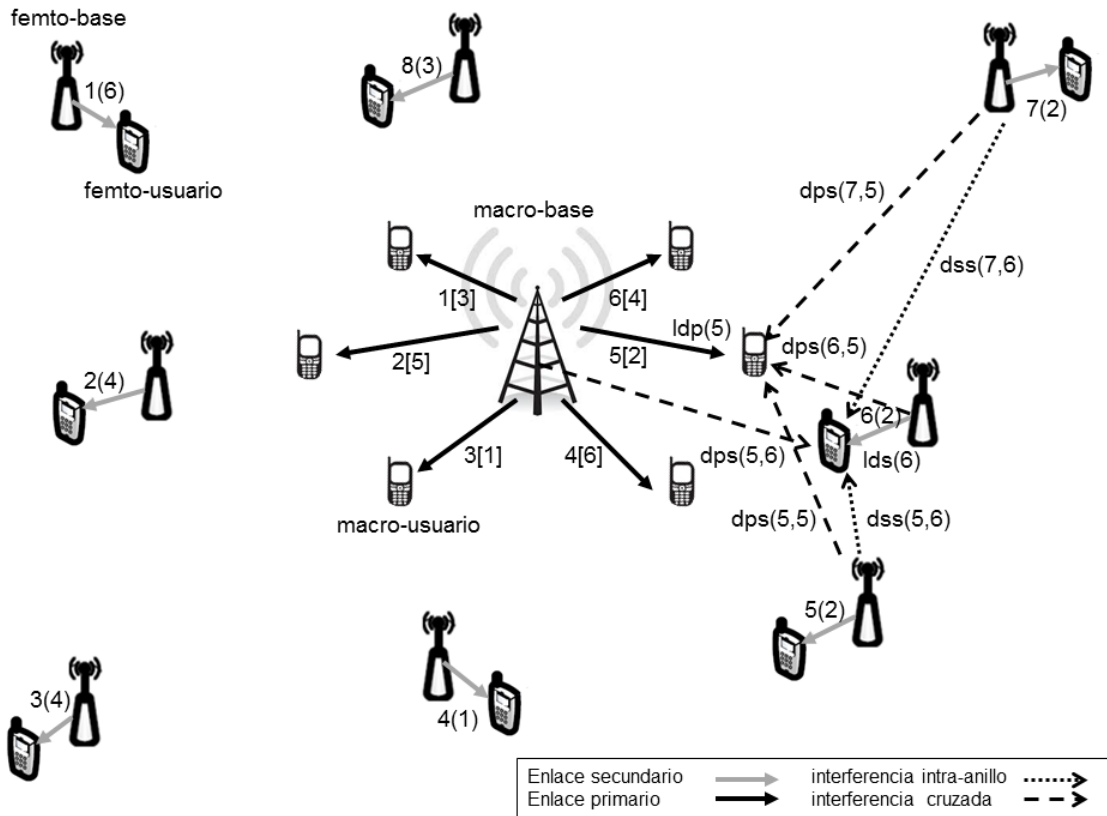 femto-base
1(6)
femto-usuario
8(3)
7(2)
macro-base
dps(7,5)
dss(7,6)
1[3]
6[4]
ldp(5)
2[5]
5[2]
dps(6,5)
2(4)
6(2)
3[1]
4[6]
dps(5,6)
lds(6)
macro-usuario
dps(5,5)
dss(5,6)
5(2)
3(4)
4(1)
Enlace secundario interferencia intra-anillo
Enlace primario interferencia cruzada